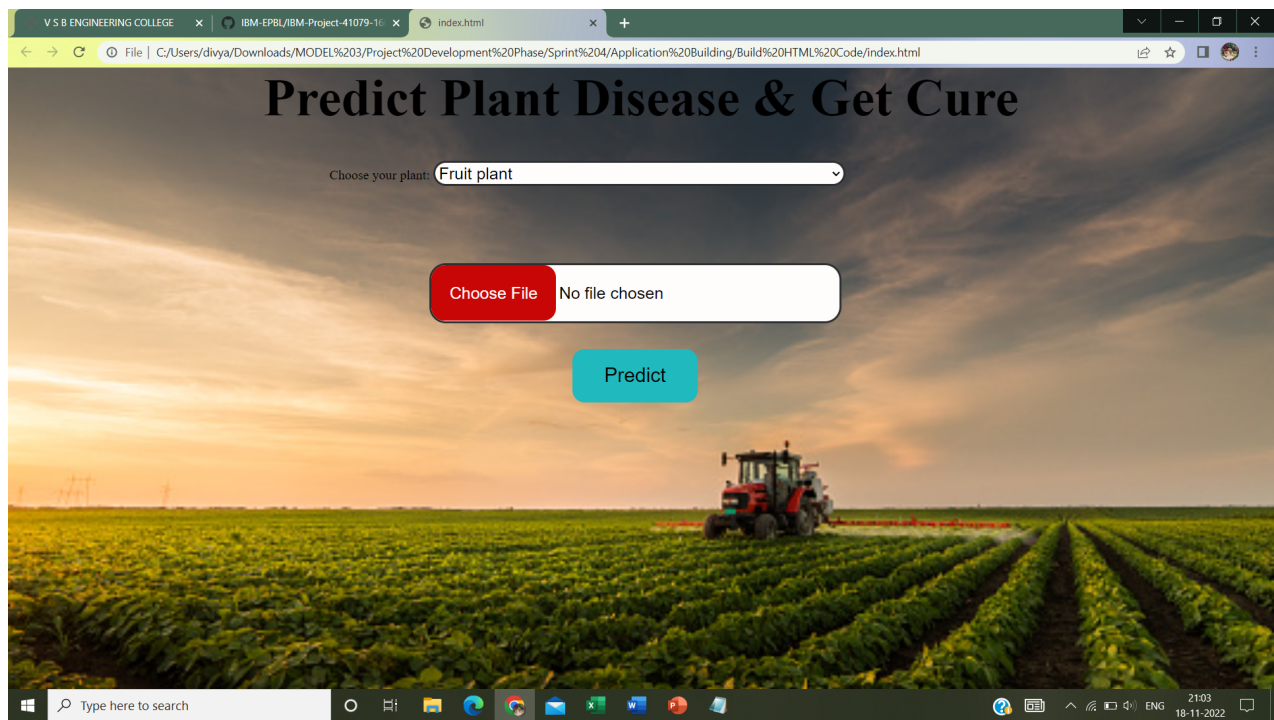 V S B ENGINEERING COLLEGE
IBM-EPBL/IBM-Project-41079-16
index.html
File | C:/Users/divya/Downloads/MODEL%203/Project%20Development%20Phase/Sprint%204/Application%20Building/Build%20HTML%20Code/index.html
Predict Plant Disease & Get Cure
Choose your plant: Fruit plant
Choose File No file chosen
Predict
Type here to search
ENG
21:03
18-11-2022